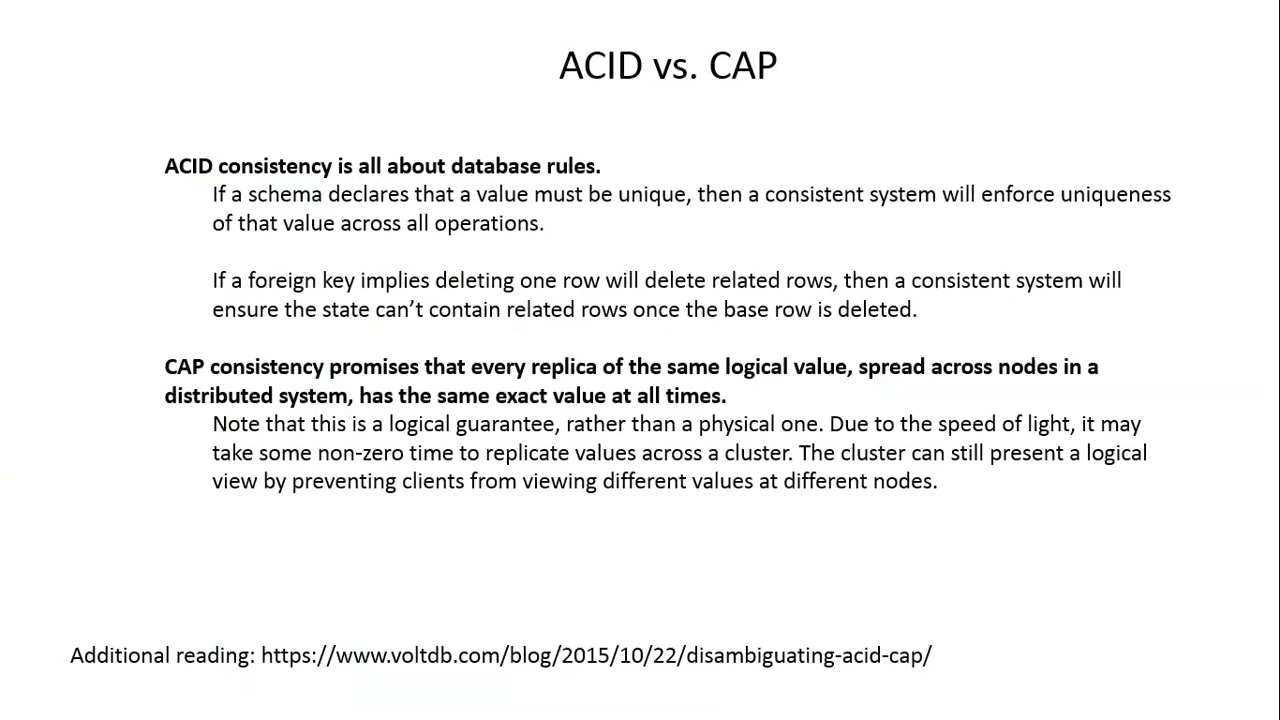 ACID vs. CAP
ACID consistency is all about database rules.
If a schema declares that a value must be unique, then a consistent system will enforce uniqueness
of that value across all operations.
If a foreign key implies deleting one row will delete related rows, then a consistent system will
ensure the state can’t contain related rows once the base row is deleted.
CAP consistency promises that every replica of the same logical value, spread across nodes in a
distributed system, has the same exact value at all times.
Note that this is a logical guarantee, rather than a physical one. Due to the speed of light, it may
take some non-zero time to replicate values across a cluster. The cluster can still present a logical
view by preventing clients from viewing different values at different nodes.
Additional reading: https://www.voltdb.com/blog/2015/10/22/disambiguating-acid-cap/